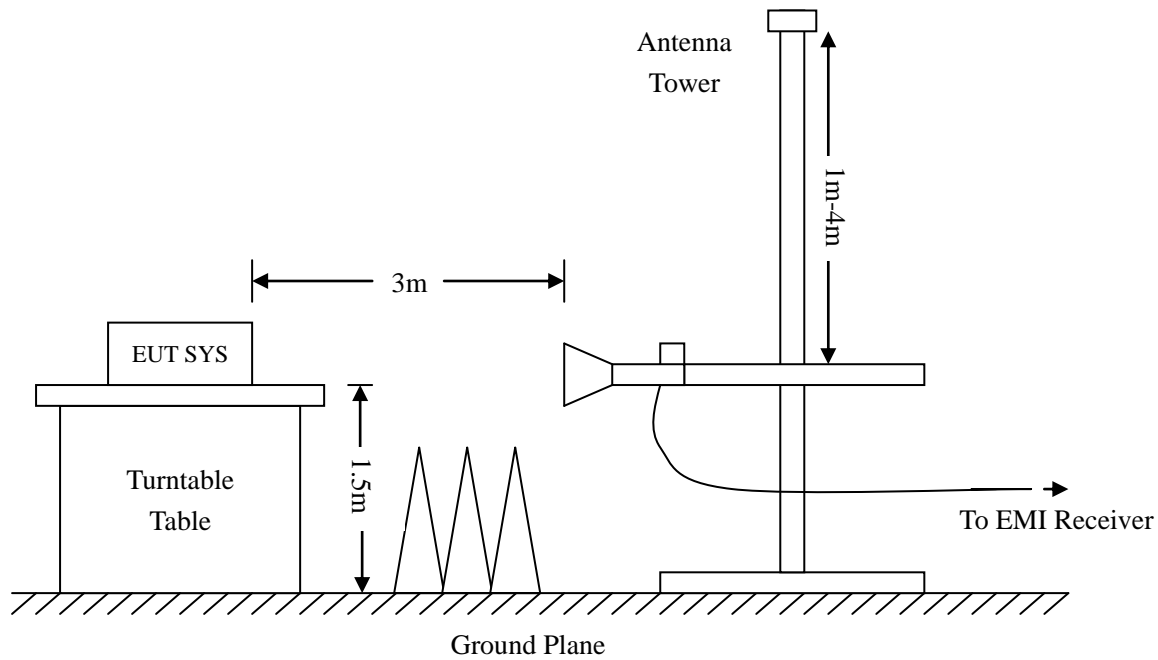 Antenna
Tower
1m-4m
3m
EUT SYS
1.5m
Turntable
Table
To EMI Receiver
Ground Plane